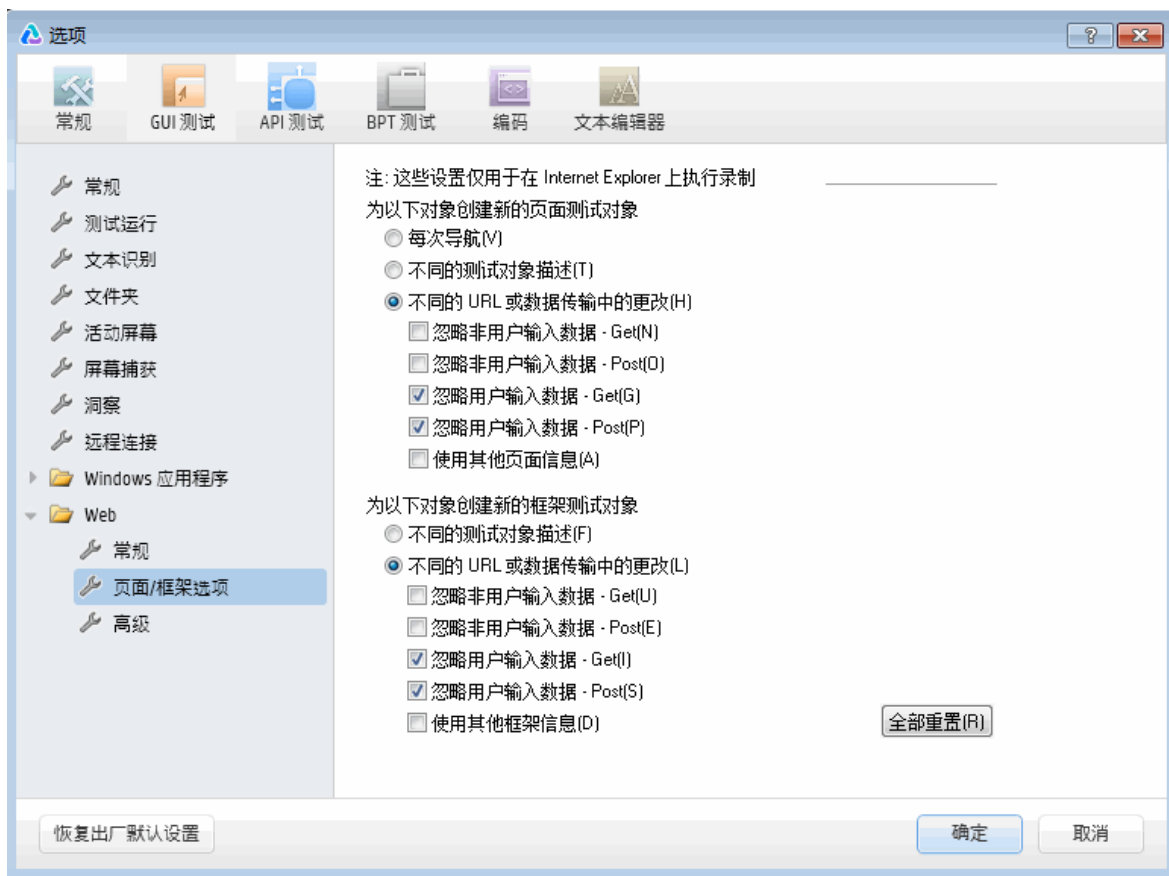 选项
常规
GUI 测试
API 测试
BPT 测试
编码
文本编辑器
常规
测试运行
文本识别
文件夹
活动屏幕
屏幕捕获
洞察
远程连接
Windows 应用程序
Web
常规
页面/框架选项
高级
注: 这些设置仅用于在 Internet Explorer 上执行录制
为以下对象创建新的页面测试对象
每次导航(V)
不同的测试对象描述(T)
不同的 URL 或数据传输中的更改(H)
忽略非用户输入数据 - Get(N)
忽略非用户输入数据 - Post(O)
忽略用户输入数据 - Get(G)
忽略用户输入数据 - Post(P)
使用其他页面信息(A)
为以下对象创建新的框架测试对象
不同的测试对象描述(F)
不同的 URL 或数据传输中的更改(L)
忽略非用户输入数据 - Get(U)
忽略非用户输入数据 - Post(E)
忽略用户输入数据 - Get(I)
忽略用户输入数据 - Post(S)
使用其他框架信息(D)
全部重置(R)
恢复出厂默认设置
确定
取消